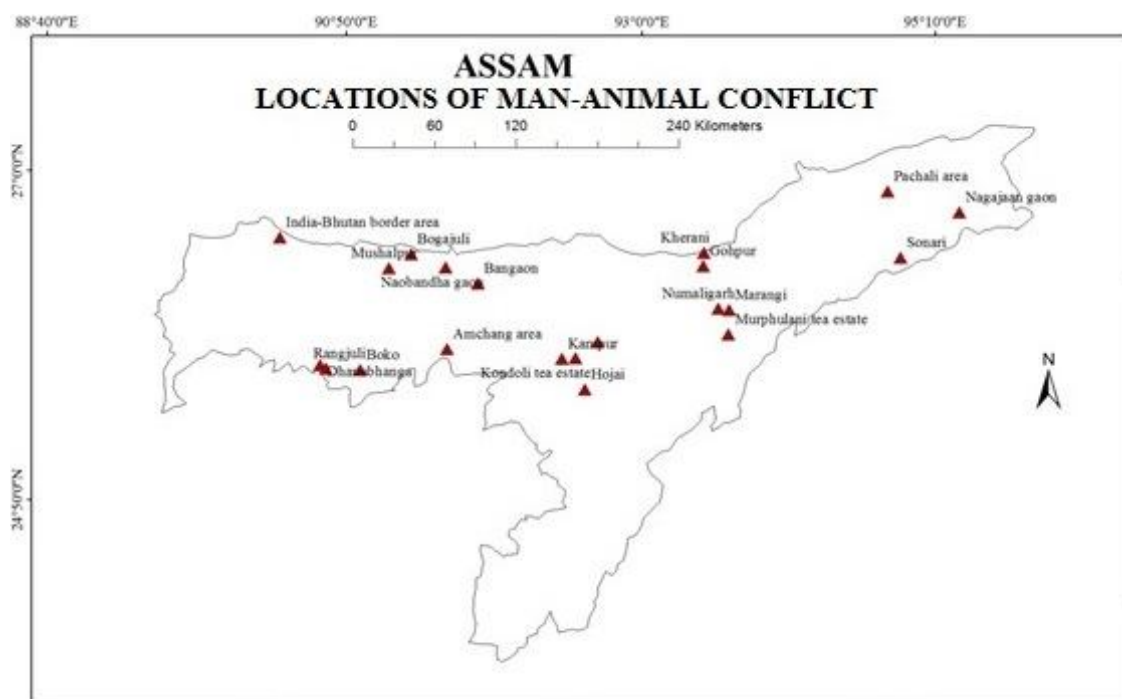 88°40'0"E 90°50'0"E 93°0'0"E 95°10'0"E
ASSAM
LOCATIONS OF MAN-ANIMAL CONFLICT
0 60 120 240 Kilometers
27°0'0"N
Pachali area
Nagajaan gaon
India-Bhutan border area
Bogajuli
Kherani
Gohpur
Sonari
Mushalpur
Naobandha gaon
Bangaon
Numaligarh
Marangi
Murphulani tea estate
Amchang area
Kampur
Rangjuli
Boko
Kondoli tea estate
Hojai
N
24°50'0"N